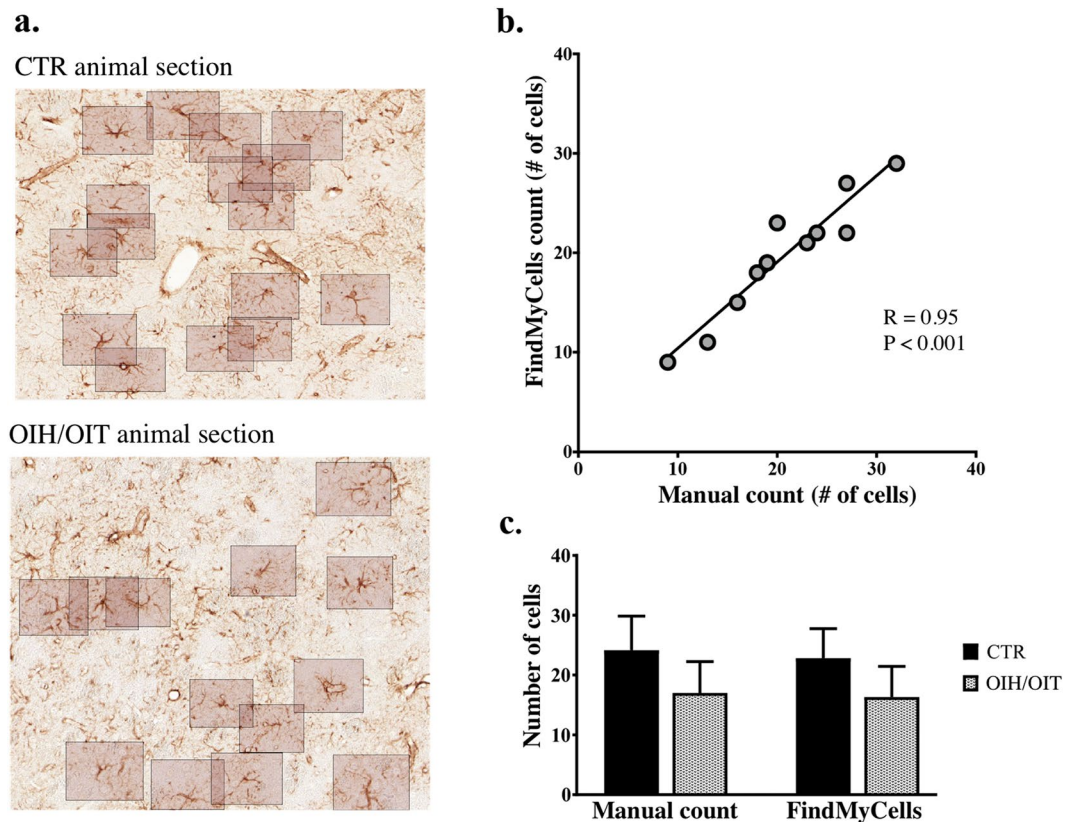 a.
CTR animal section
OIH/OIT animal section
b.
FindMyCells count (# of cells)
40
30
20
10
0
R = 0.95
P < 0.001
0
10
20
30
40
Manual count (# of cells)
c.
Number of cells
40
30
20
10
0
CTR
OIH/OIT
Manual count
FindMyCells